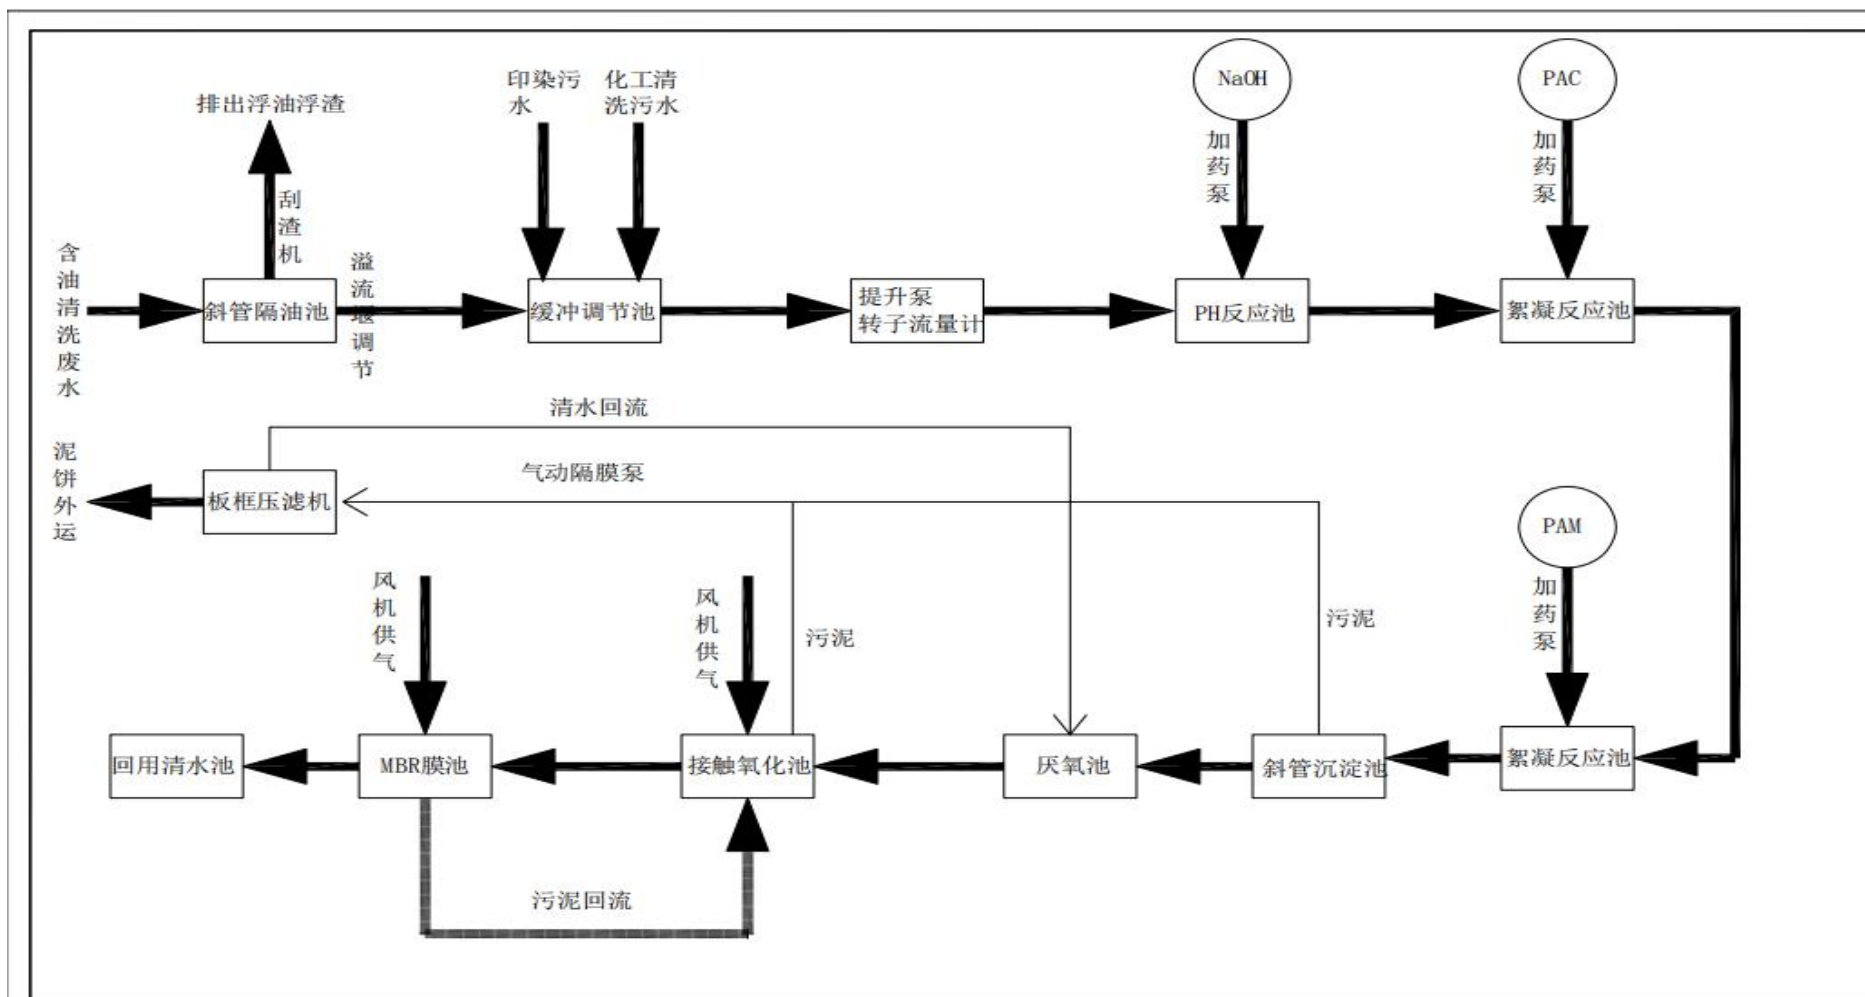 印染污
水
化工清
洗污水
NaOH
PAC
排出浮油浮渣
加药泵
加药泵
刮渣机
含油清洗废水
溢流堰调节
斜管隔油池
缓冲调节池
提升泵
转子流量计
PH反应池
絮凝反应池
清水回流
泥饼外运
气动隔膜泵
板框压滤机
PAM
风机供气
风机供气
加药泵
污泥
污泥
回用清水池
MBR膜池
接触氧化池
厌氧池
斜管沉淀池
絮凝反应池
污泥回流